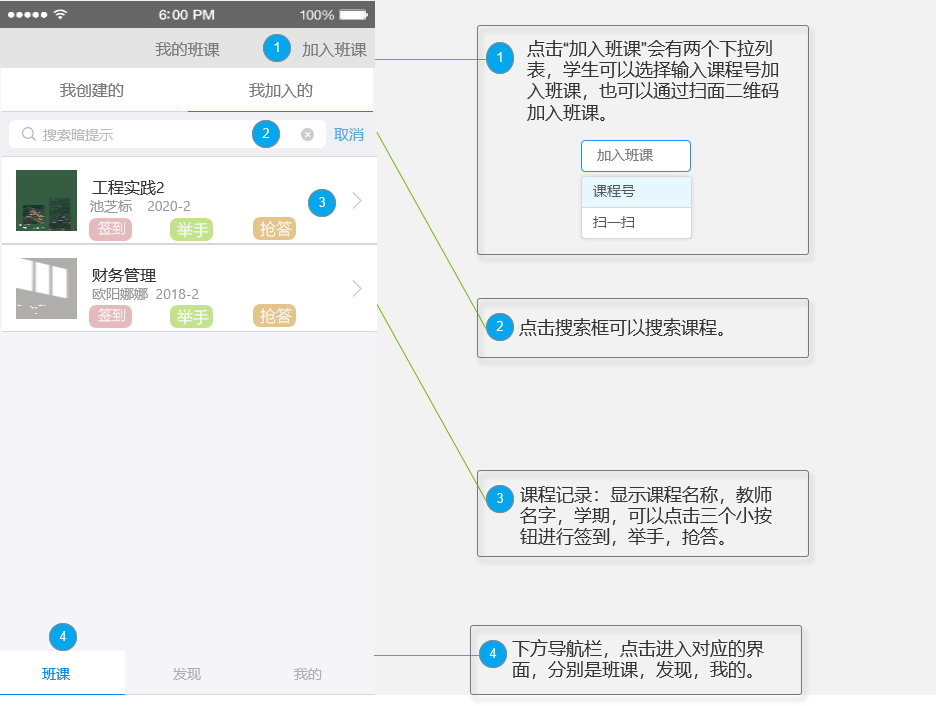 6:00 PM
100%
我的班课
1
加入班课
我创建的
我加入的
搜索暗提示
2
取消
工程实践2
池芝标 2020-2
3
签到
举手
抢答
财务管理
欧阳娜娜 2018-2
签到
举手
抢答
4
班课
发现
我的
1
点击“加入班课”会有两个下拉列
表，学生可以选择输入课程号加
入班课，也可以通过扫面二维码
加入班课。
加入班课
课程号
扫一扫
2
点击搜索框可以搜索课程。
3
课程记录：显示课程名称，教师
名字，学期，可以点击三个小按
钮进行签到，举手，抢答。
4
下方导航栏，点击进入对应的界
面，分别是班课，发现，我的。